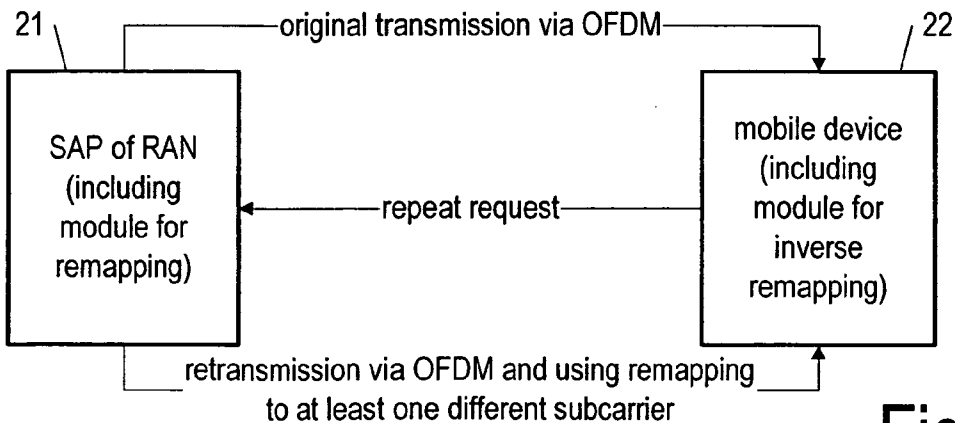 21
original transmission via OFDM
22
SAP of RAN
(including
module for
remapping)
mobile device
(including
module for
inverse
remapping)
repeat request
retransmission via OFDM and using remapping
to at least one different subcarrier